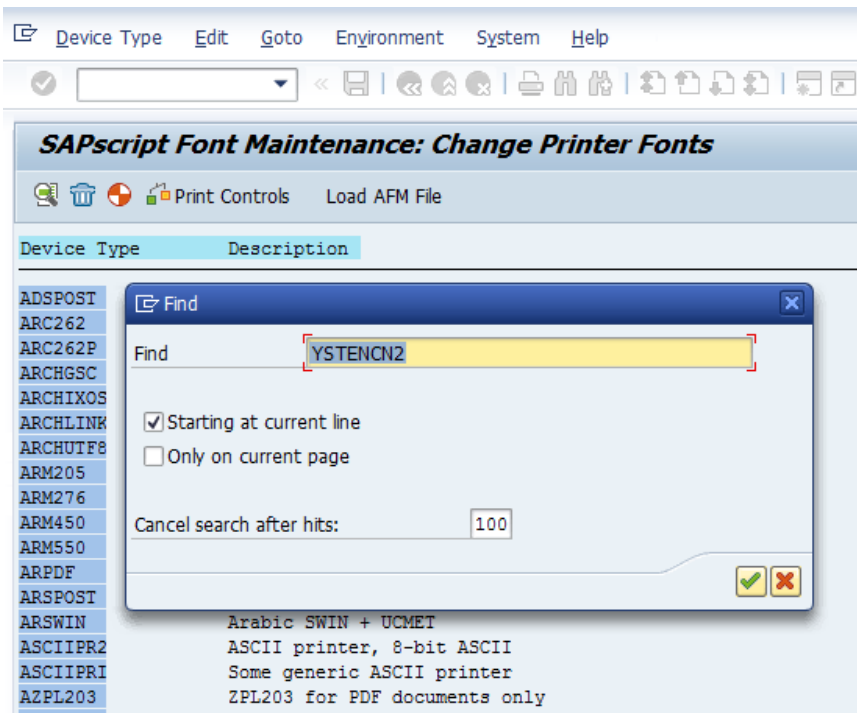 Device Type Edit Goto Environment System Help
SAPscript Font Maintenance: Change Printer Fonts
Print Controls Load AFM File
Device Type Description
ADSPOST
ARC262
ARC262P
ARCHGSC
ARCHIXOS
ARCHLINK
ARCHUTF8
ARM205
ARM276
ARM450
ARM550
ARPDF
ARSPOST
Find
Find YSTENCN2
Starting at current line
Only on current page
Cancel search after hits: 100
ARSWIN Arabic SWIN + UCMET
ASCIIPR2 ASCII printer, 8-bit ASCII
ASCIIPRI Some generic ASCII printer
AZPL203 ZPL203 for PDF documents only